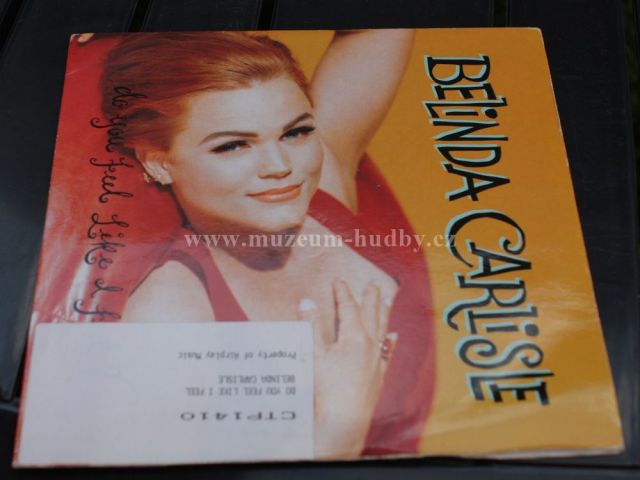 BELINDA CARLISLE
do you feel Like I f
www.muzeum-hudby.cz
CTP1410
DO YOU FEEL LIKE I FEEL
BELINDA CARLISLE
Property of Airplay Music